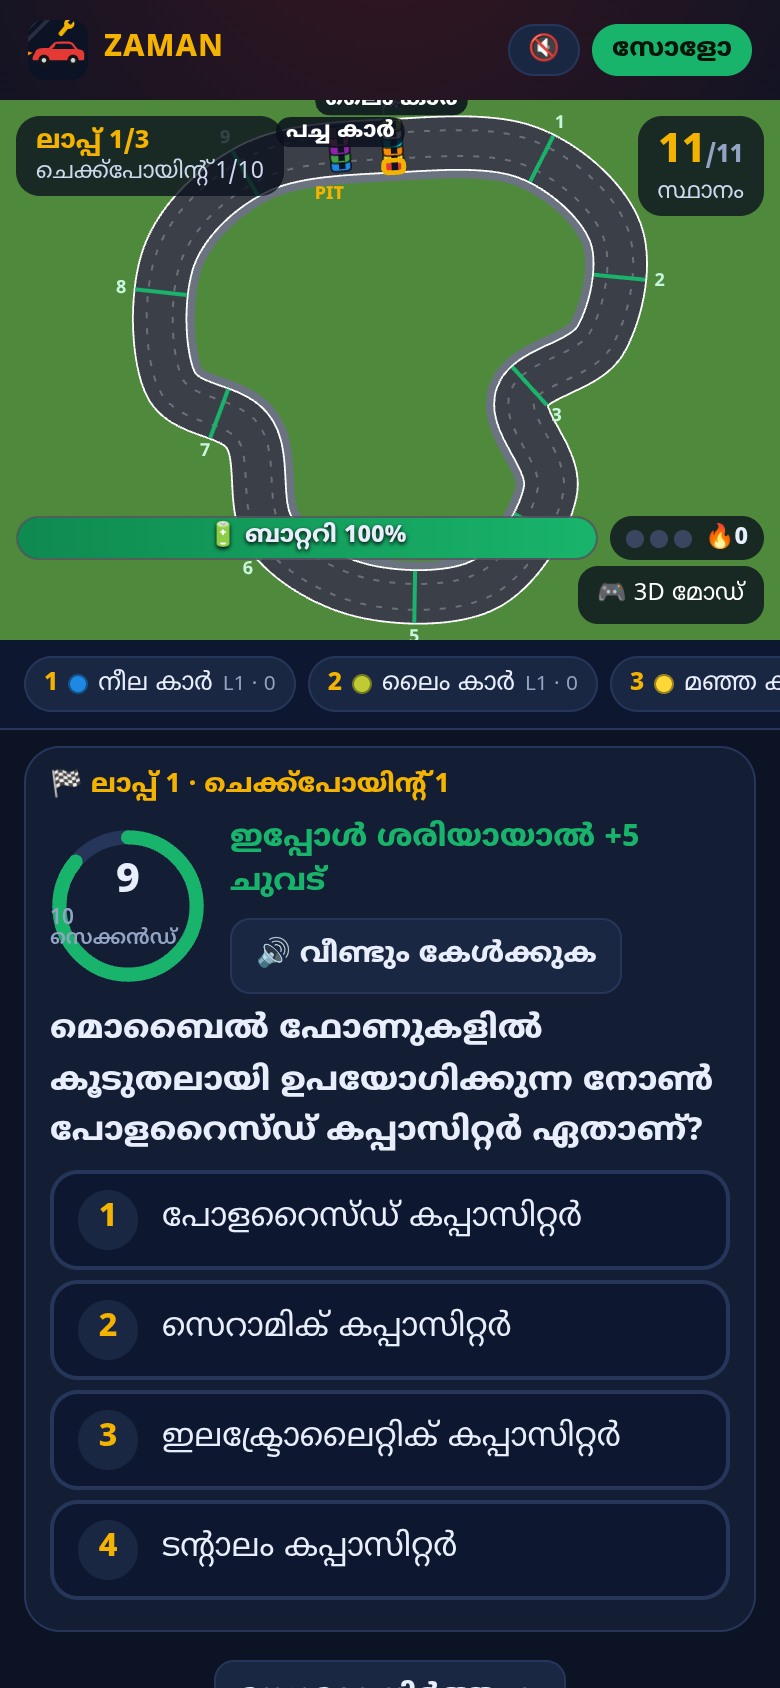 ZAMAN
സോളോ
ലൈം കാർ
ലാപ്പ് 1/3
ചെക്ക്പോയിന്റ് 1/10
9
പച്ച കാർ
PIT
1
11/11
സ്ഥാനം
2
8
3
7
ബാറ്ററി 100%
0
6
3D മോഡ്
5
1 നീല കാർ L1 · 0
2 ലൈം കാർ L1 · 0
3 മഞ്ഞ
ലാപ്പ് 1 · ചെക്ക്പോയിന്റ് 1
9
10
സെക്കൻഡ്
ഇപ്പോൾ ശരിയായാൽ +5
ചുവട്
വീണ്ടും കേൾക്കുക
മൊബൈൽ ഫോണുകളിൽ
കൂടുതലായി ഉപയോഗിക്കുന്ന നോൺ
പോളറൈസ്ഡ് കപ്പാസിറ്റർ ഏതാണ്?
1 പോളറൈസ്ഡ് കപ്പാസിറ്റർ
2 സെറാമിക് കപ്പാസിറ്റർ
3 ഇലക്ട്രോലൈറ്റിക് കപ്പാസിറ്റർ
4 ടന്റാലം കപ്പാസിറ്റർ